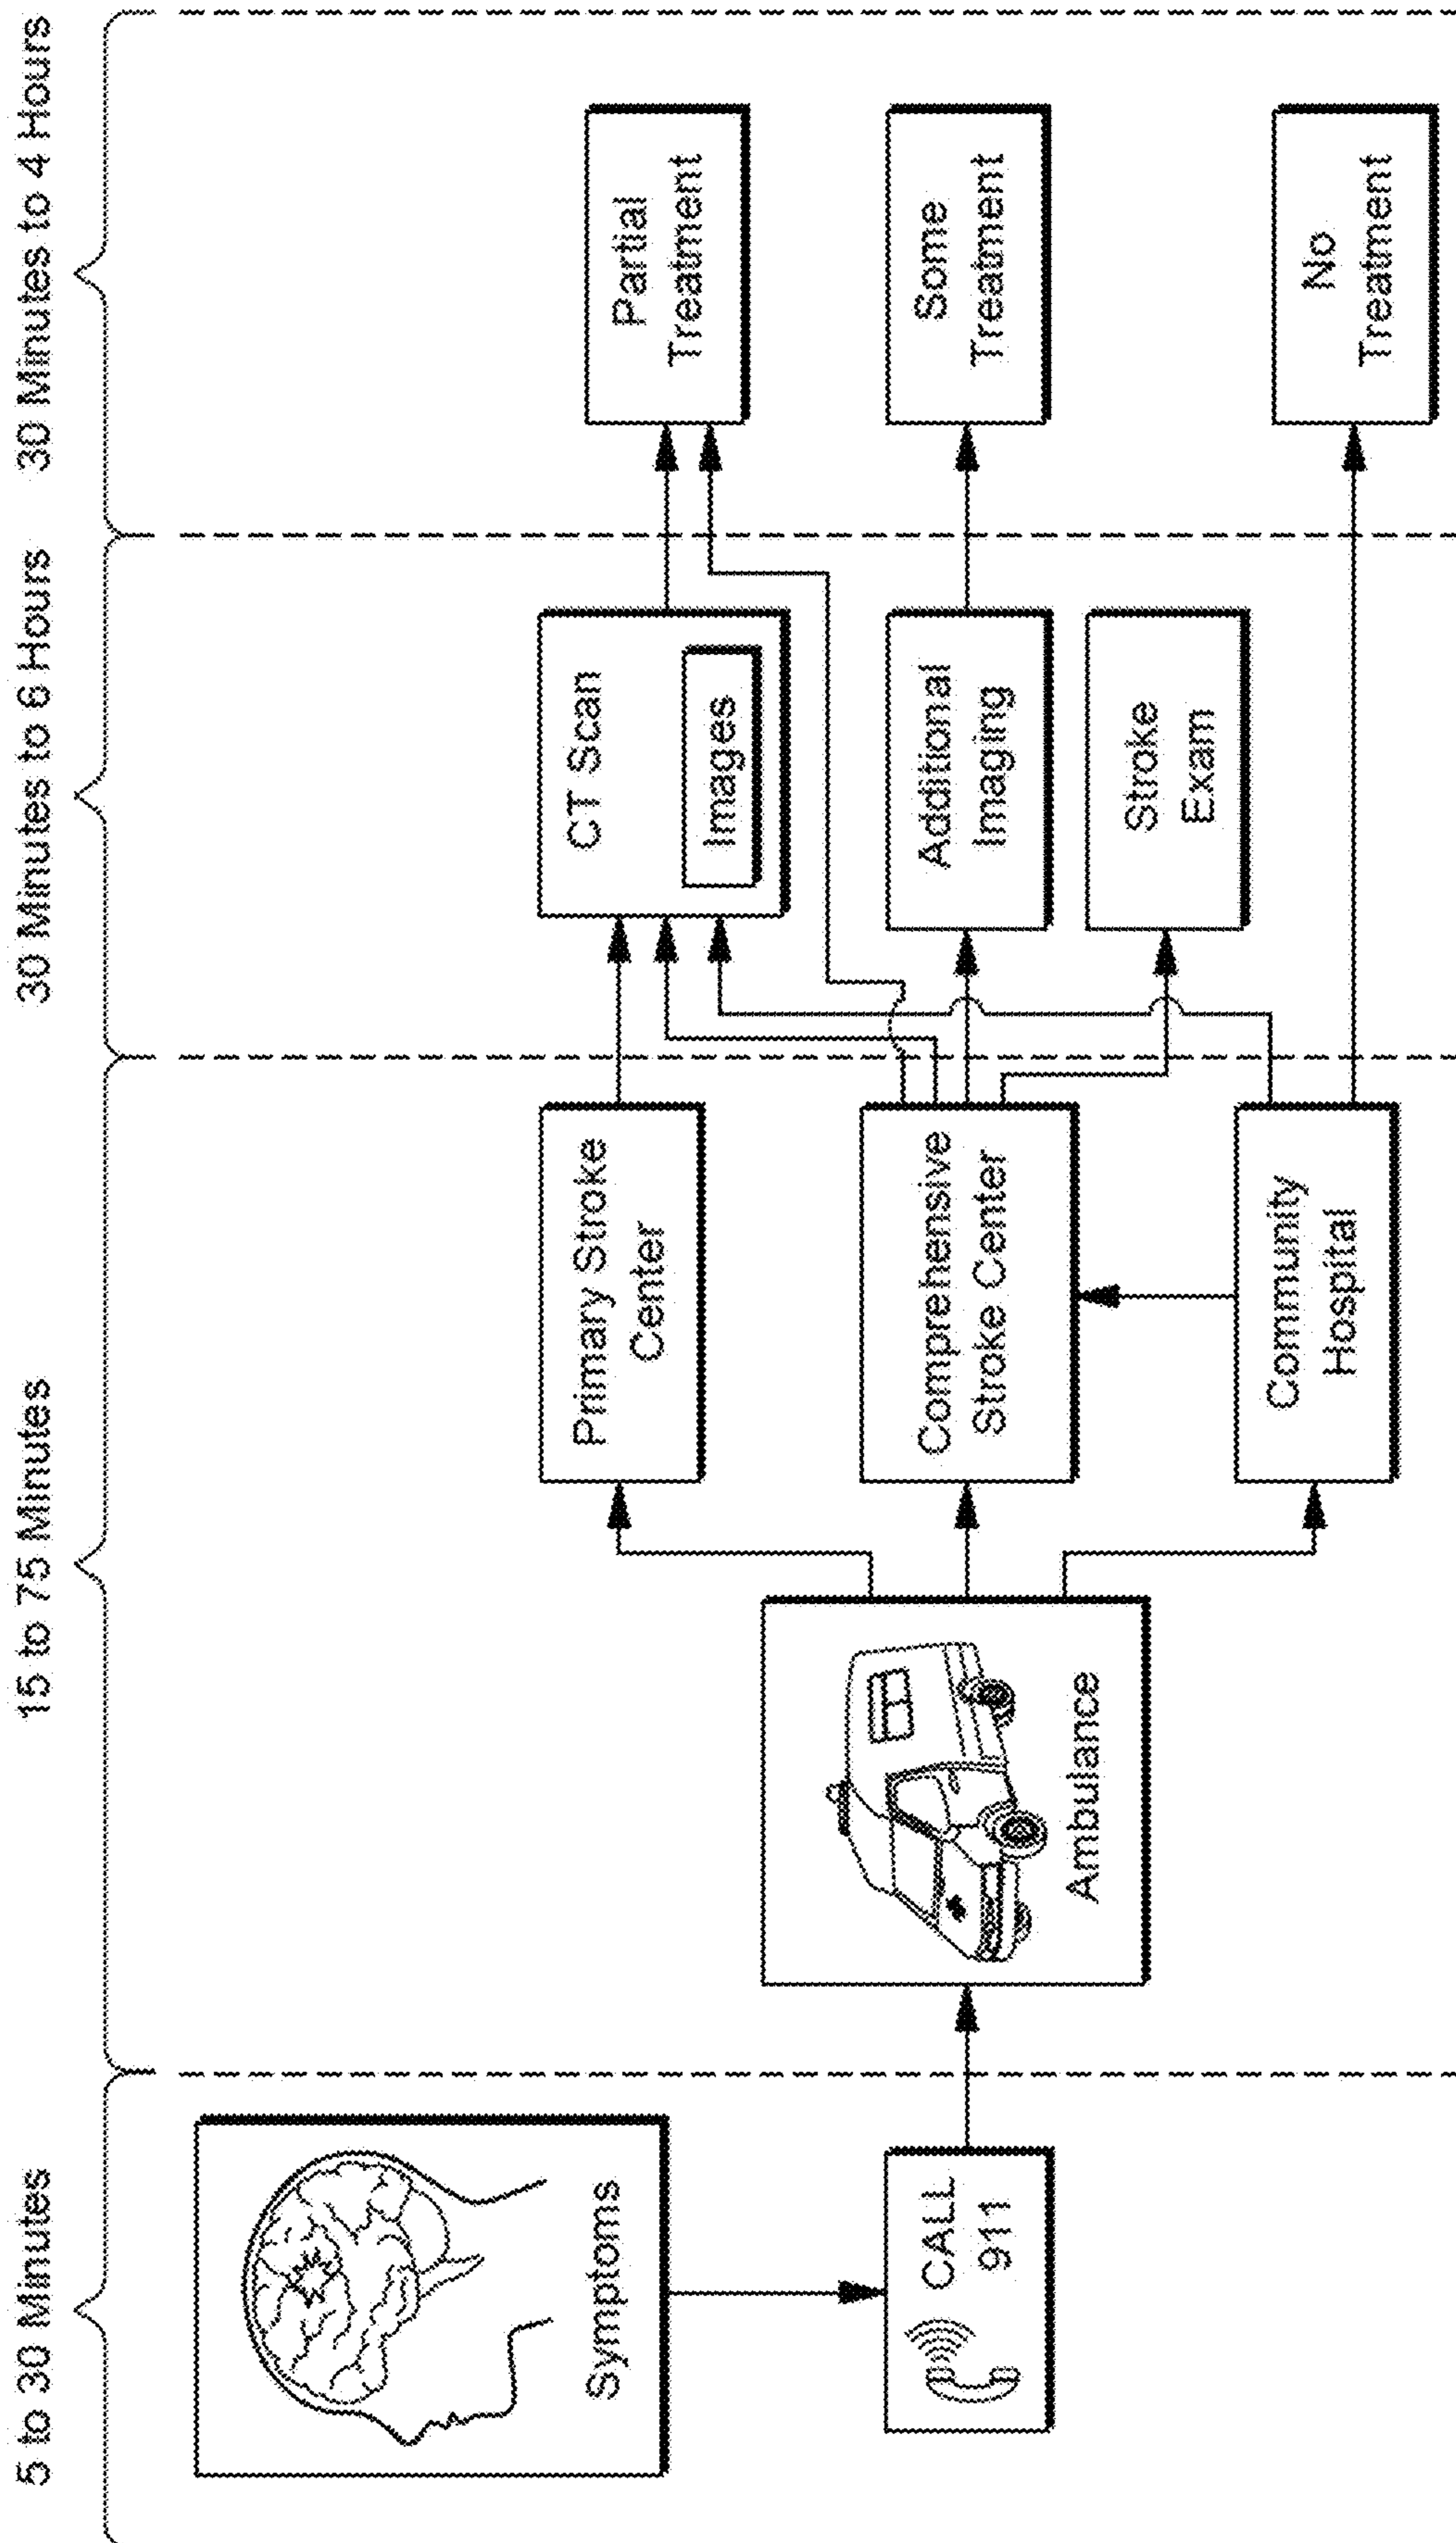 5 to 30 Minutes
15 to 75 Minutes
30 Minutes to 6 Hours
30 Minutes to 4 Hours
Symptoms
CALL
911
Ambulance
Primary Stroke
Center
Comprehensive
Stroke Center
Community
Hospital
CT Scan
Images
Additional
Imaging
Stroke
Exam
Partial
Treatment
Some
Treatment
No
Treatment